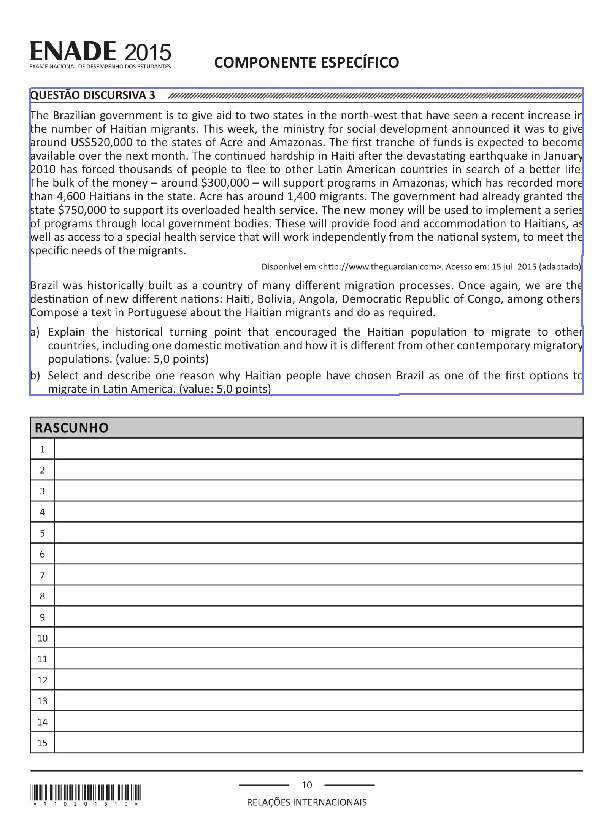 ENADE 2015
EXAME NACIONAL DE DESEMPENHO DOS ESTUDANTES
COMPONENTE ESPECÍFICO
QUESTÃO DISCURSIVA 3
The Brazilian government is to give aid to two states in the north-west that have seen a recent increase in
the number of Haitian migrants. This week, the ministry for social development announced it was to give
around US$520,000 to the states of Acre and Amazonas. The first tranche of funds is expected to become
available over the next month. The continued hardship in Haiti after the devastating earthquake in January
2010 has forced thousands of people to flee to other Latin American countries in search of a better life.
The bulk of the money – around $300,000 – will support programs in Amazonas, which has recorded more
than 4,600 Haitians in the state. Acre has around 1,400 migrants. The government had already granted the
state $750,000 to support its overloaded health service. The new money will be used to implement a series
of programs through local government bodies. These will provide food and accommodation to Haitians, as
well as access to a special health service that will work independently from the national system, to meet the
specific needs of the migrants.
Disponível em <http://www.theguardian.com>. Acesso em: 15 jul. 2015 (adaptado).
Brazil was historically built as a country of many different migration processes. Once again, we are the
destination of new different nations: Haiti, Bolivia, Angola, Democratic Republic of Congo, among others.
Compose a text in Portuguese about the Haitian migrants and do as required.
a) Explain the historical turning point that encouraged the Haitian population to migrate to other
countries, including one domestic motivation and how it is different from other contemporary migratory
populations. (value: 5,0 points)
b) Select and describe one reason why Haitian people have chosen Brazil as one of the first options to
migrate in Latin America. (value: 5,0 points)
RASCUNHO
1
2
3
4
5
6
7
8
9
10
11
12
13
14
15
10
RELAÇÕES INTERNACIONAIS